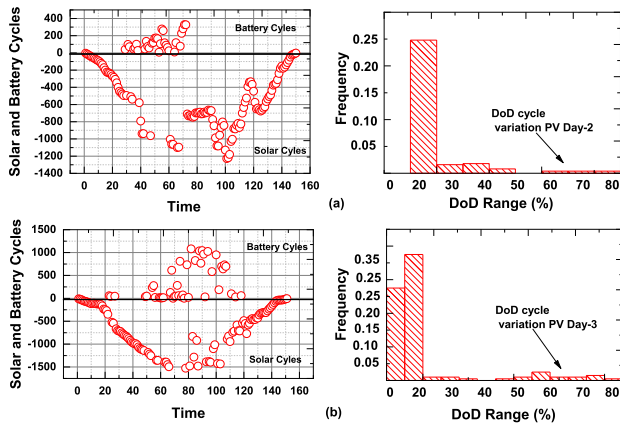 (a)
Solar and Battery Cycles
400
200
0
-200
-400
-600
-800
-1000
-1200
-1400
Battery Cyles
Solar Cyles
0 20 40 60 80 100 120 140 160
Time
Frequency
0.25
0.20
0.15
0.10
0.05
DoD cycle
variation PV Day-2
0 10 20 30 40 50 60 70 80
DoD Range (%)
(b)
Solar and Battery Cycles
1500
1000
500
0
-500
-1000
-1500
Battery Cyles
Solar Cyles
0 20 40 60 80 100 120 140 160
Time
Frequency
0.35
0.30
0.25
0.20
0.15
0.10
0.05
DoD cycle
variation PV Day-3
0 10 20 30 40 50 60 70 80
DoD Range (%)